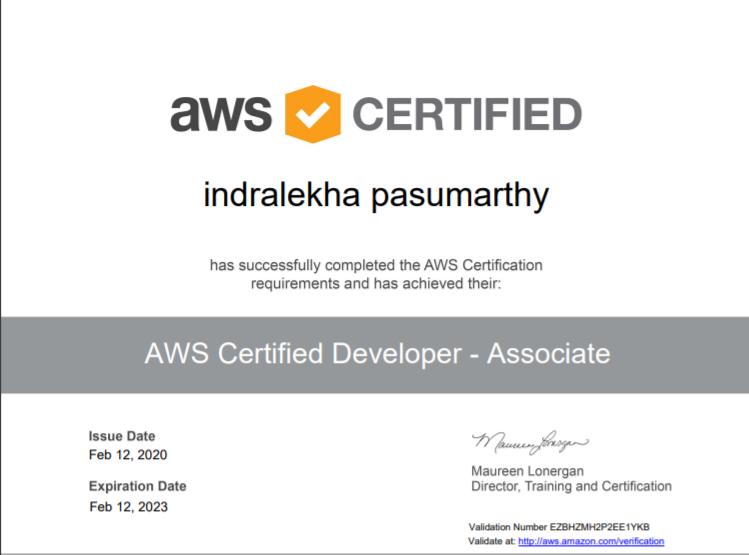 aws CERTIFIED
indralekha pasumarthy
has successfully completed the AWS Certification
requirements and has achieved their:
AWS Certified Developer - Associate
Issue Date
Feb 12, 2020
Expiration Date
Feb 12, 2023
Maureen Lonergan
Maureen Lonergan
Director, Training and Certification
Validation Number EZBHZMH2P2EE1YKB
Validate at: http://aws.amazon.com/verification